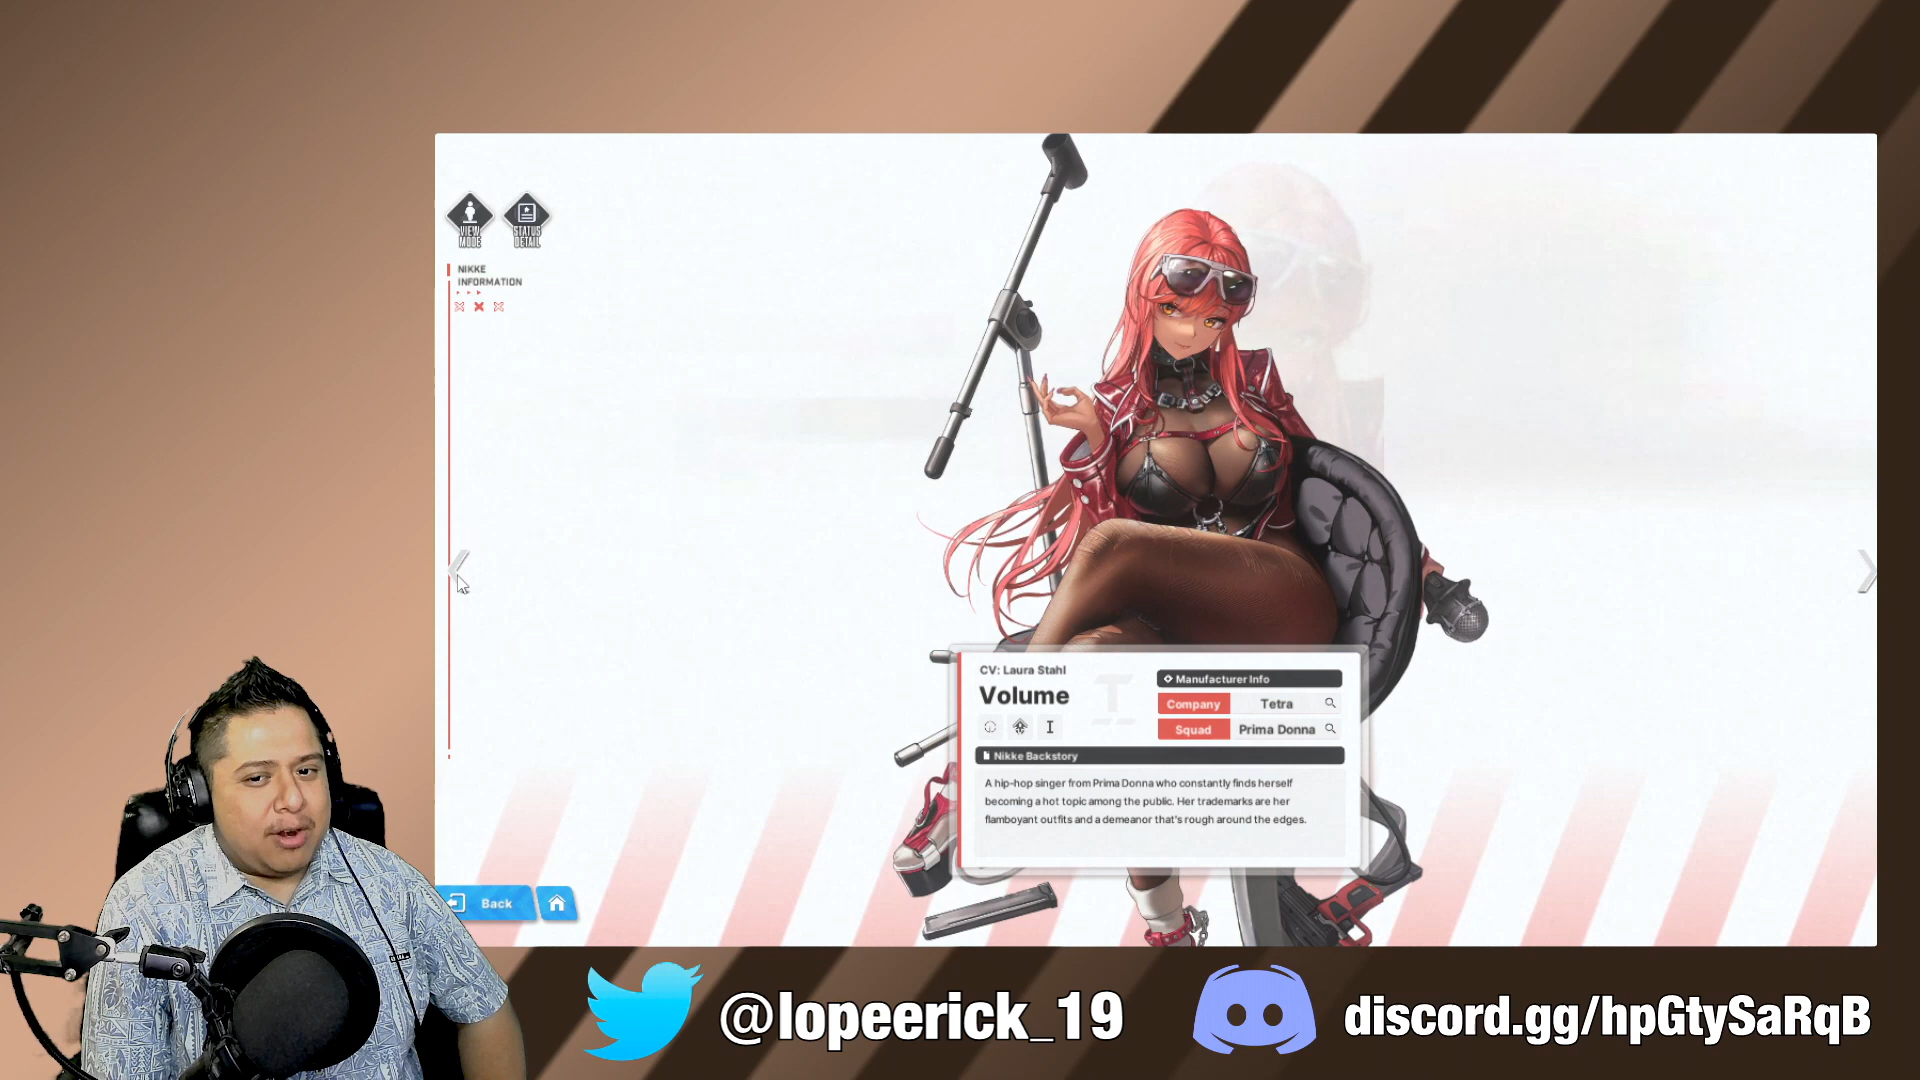 VIEW
MODE
STATUS
DETAIL
NIKKE
INFORMATION
CV: Laura Stahl
Volume
I
Manufacturer Info
Company Tetra
Squad Prima Donna
Nikke Backstory
A hip-hop singer from Prima Donna who constantly finds herself
becoming a hot topic among the public. Her trademarks are her
flamboyant outfits and a demeanor that's rough around the edges.
Back
@lopeerick_19
discord.gg/hpGtySaRqB